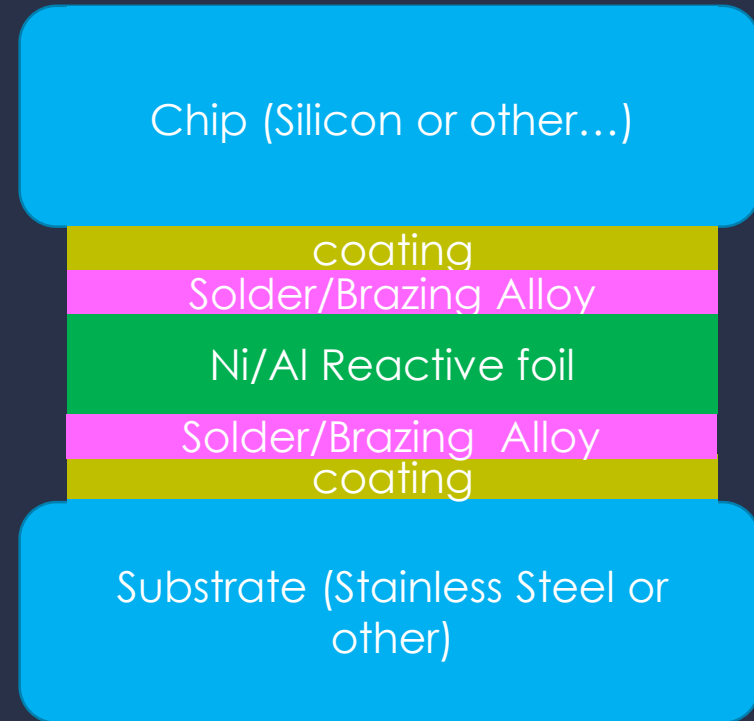 Chip (Silicon or other…)
coating
Solder/Brazing Alloy
Ni/Al Reactive foil
Solder/Brazing Alloy
coating
Substrate (Stainless Steel or
other)